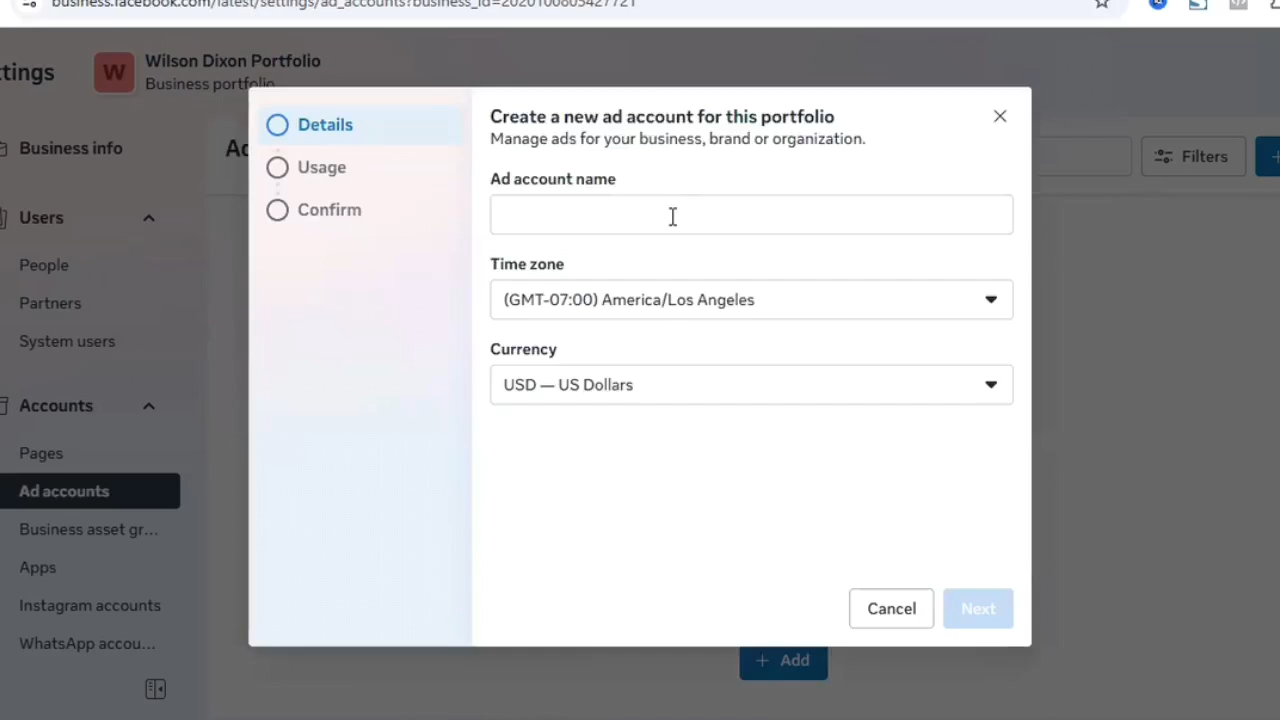 business.facebook.com/latest/settings/ad_accounts?business_id=2020100805427721
tings
W
Wilson Dixon Portfolio
Business portfolio
Business info
Users
People
Partners
System users
Accounts
Pages
Ad accounts
Business asset gr...
Apps
Instagram accounts
WhatsApp accou...
Ad
Filters
Details
Usage
Confirm
Create a new ad account for this portfolio
Manage ads for your business, brand or organization.
Ad account name
Time zone
(GMT-07:00) America/Los Angeles
Currency
USD — US Dollars
Cancel
Next
+ Add